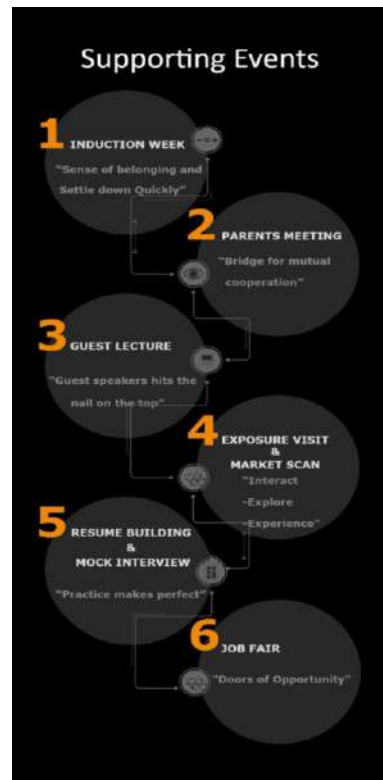 Supporting Events
1 INDUCTION WEEK
"Sense of belonging and
Settle down Quickly"
2 PARENTS MEETING
"Bridge for mutual
cooperation"
3 GUEST LECTURE
"Guest speakers hits the
nail on the top"
4 EXPOSURE VISIT
&
MARKET SCAN
"Interact
-Explore
-Experience"
5 RESUME BUILDING
&
MOCK INTERVIEW
"Practice makes perfect"
6 JOB FAIR
"Doors of Opportunity"